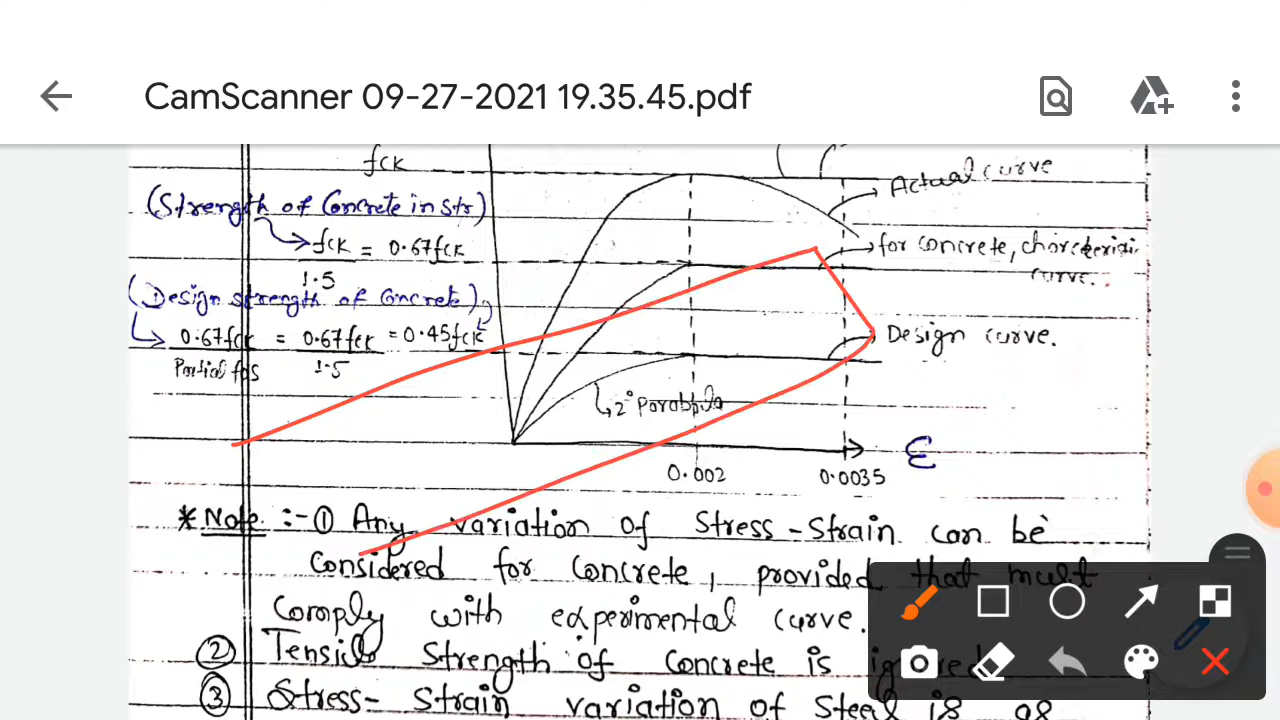 CamScanner 09-27-2021 19.35.45.pdf
fck
Actual curve
(Strength of Concrete in str)
fck = 0.67fck
1.5
for concrete, charcteristic
curve.
(Design strength of Concrete)
0.67fck = 0.67fck = 0.45fck
Partial fos 1.5
Design curve.
2° Parabola
ε
0.002 0.0035
* Note :- ① Any variation of Stress - Strain can be
Considered for Concrete, provided that must
Comply with experimental curve.
② Tensile Strength of Concrete is ignored
③ Stress - Strain variation of Steel is as